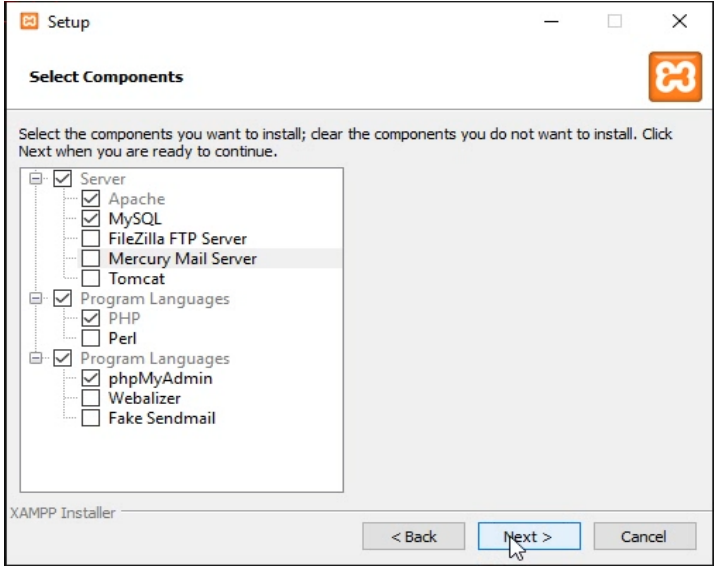 Setup
Select Components
Select the components you want to install; clear the components you do not want to install. Click
Next when you are ready to continue.
Server
Apache
MySQL
FileZilla FTP Server
Mercury Mail Server
Tomcat
Program Languages
PHP
Perl
Program Languages
phpMyAdmin
Webalizer
Fake Sendmail
XAMPP Installer
< Back
Next >
Cancel